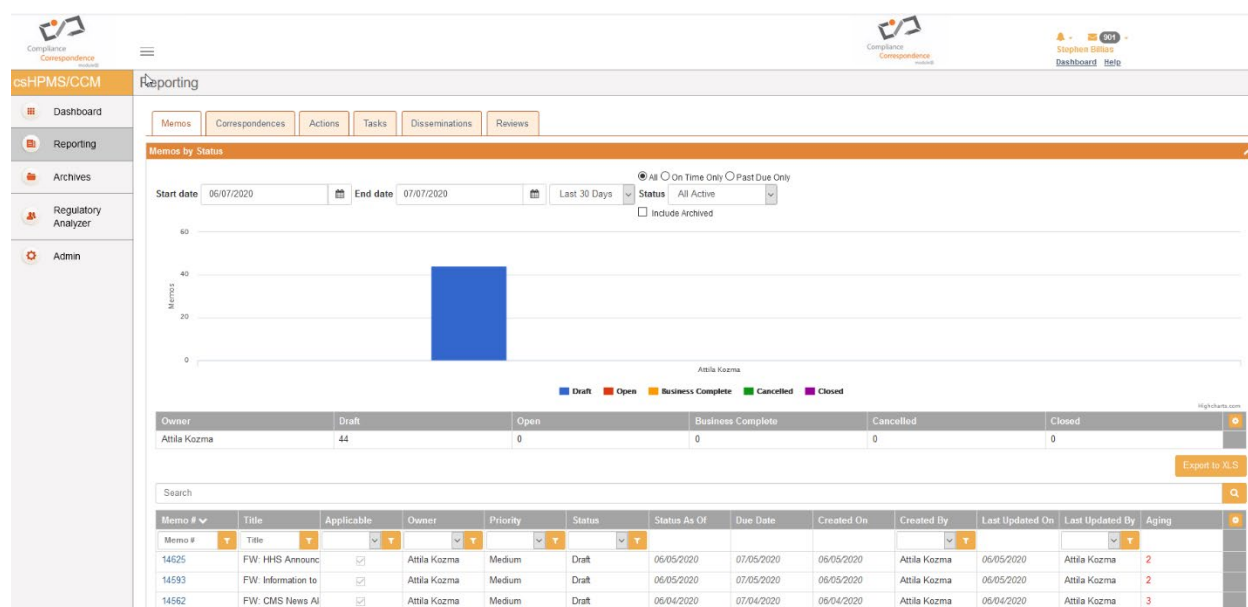 Compliance
Correspondence
module®
Compliance
Correspondence
module®
901
Stephen Billias
Dashboard Help
csHPMS/CCM
Reporting
Dashboard
Reporting
Archives
Regulatory
Analyzer
Admin
Memos Correspondences Actions Tasks Disseminations Reviews
Memos by Status
All On Time Only Past Due Only
Start date 06/07/2020 End date 07/07/2020 Last 30 Days Status All Active
Include Archived
60
40
20
0
Memos
Attila Kozma
Draft Open Business Complete Cancelled Closed
Highcharts.com
Owner Draft Open Business Complete Cancelled Closed
Attila Kozma 44 0 0 0 0
Export to XLS
Search
Memo # Title Applicable Owner Priority Status Status As Of Due Date Created On Created By Last Updated On Last Updated By Aging
Memo # Title
14625 FW: HHS Announc Attila Kozma Medium Draft 06/05/2020 07/05/2020 06/05/2020 Attila Kozma 06/05/2020 Attila Kozma 2
14593 FW: Information to Attila Kozma Medium Draft 06/05/2020 07/05/2020 06/05/2020 Attila Kozma 06/05/2020 Attila Kozma 2
14562 FW: CMS News Al Attila Kozma Medium Draft 06/04/2020 07/04/2020 06/04/2020 Attila Kozma 06/04/2020 Attila Kozma 3